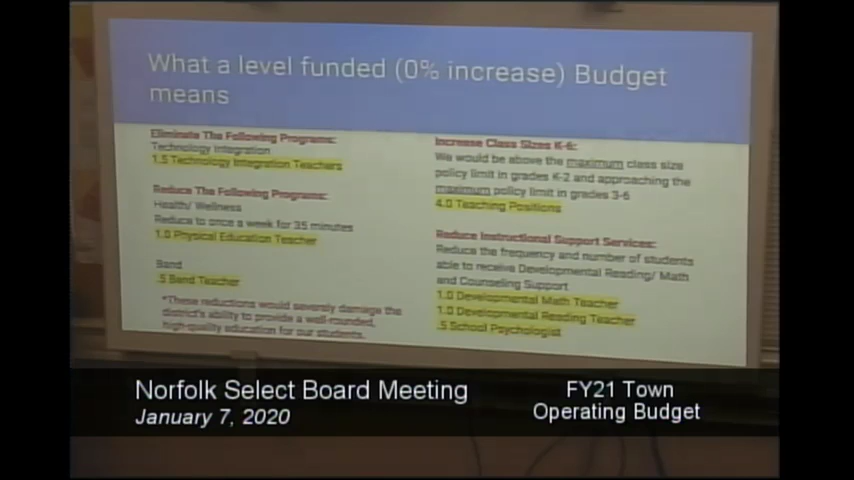 What a level funded (0% increase) Budget
means
Eliminate The Following Programs:
Technology Integration
1.5 Technology Integration Teachers
Reduce The Following Programs:
Health/ Wellness
Reduce to once a week for 35 minutes
1.0 Physical Education Teacher
Band
.5 Band Teacher
*These reductions would severely damage the
district's ability to provide a well-rounded,
high-quality education for our students.
Increase Class Sizes K-6:
We would be above the maximum class size
policy limit in grades K-2 and approaching the
maximum policy limit in grades 3-6
4.0 Teaching Positions
Reduce Instructional Support Services:
Reduce the frequency and number of students
able to receive Developmental Reading/ Math
and Counseling Support
1.0 Developmental Math Teacher
1.0 Developmental Reading Teacher
.5 School Psychologist
Norfolk Select Board Meeting
January 7, 2020
FY21 Town
Operating Budget